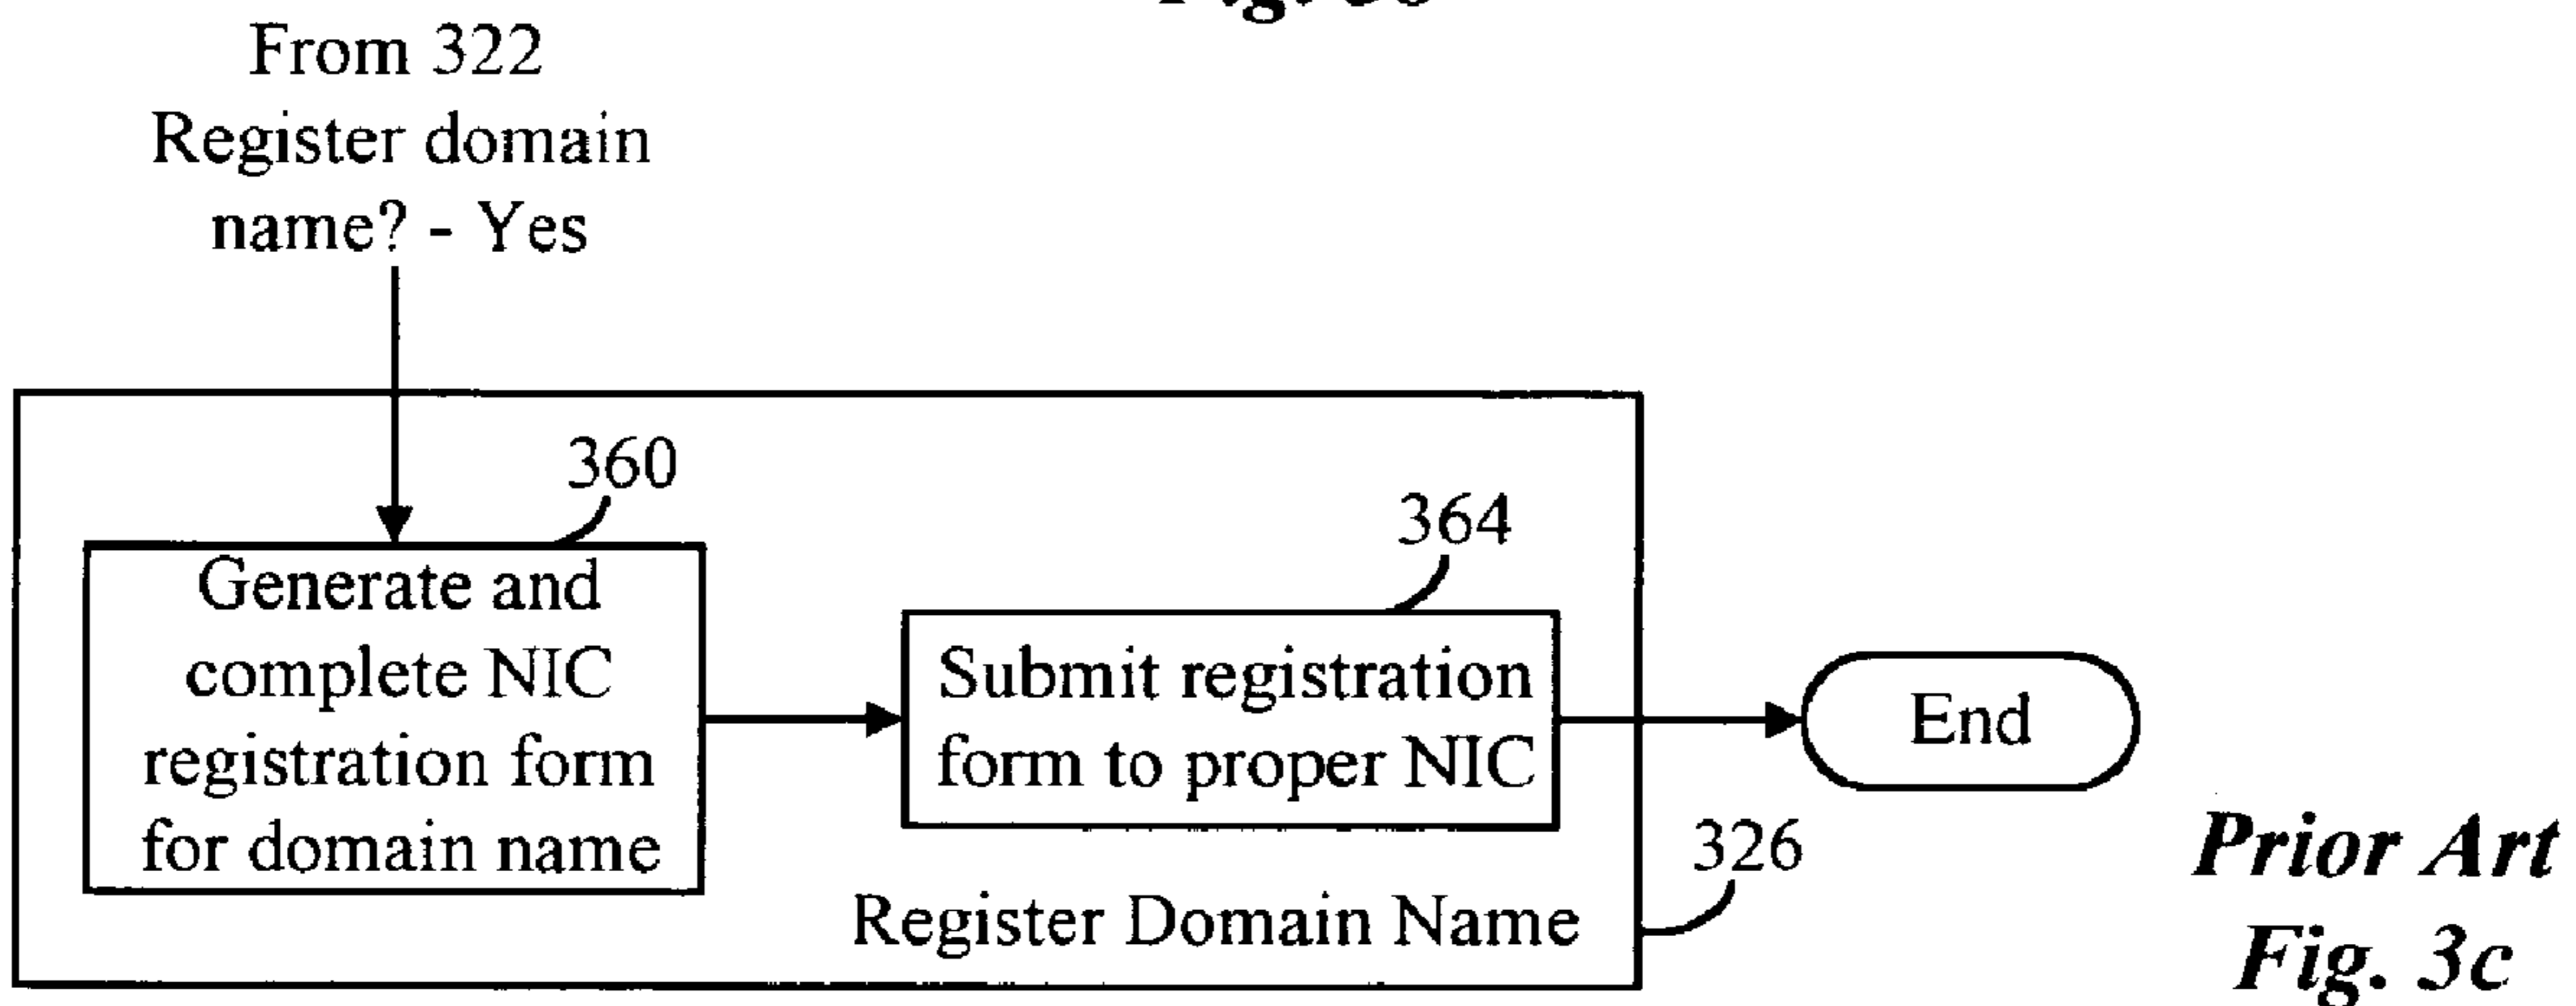 From 322
Register domain
name? - Yes
360
Generate and
complete NIC
registration form
for domain name
364
Submit registration
form to proper NIC
End
326
Register Domain Name
Prior Art
Fig. 3c